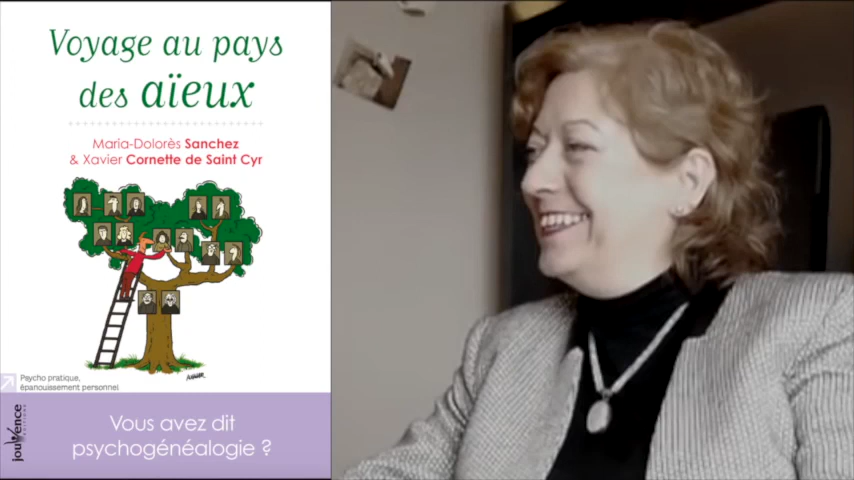 Voyage au pays
des aïeux
Maria-Dolorès Sanchez
& Xavier Cornette de Saint Cyr
Psycho pratique,
épanouissement personnel
Vous avez dit
psychogénéalogie ?
jouvence
EDITIONS